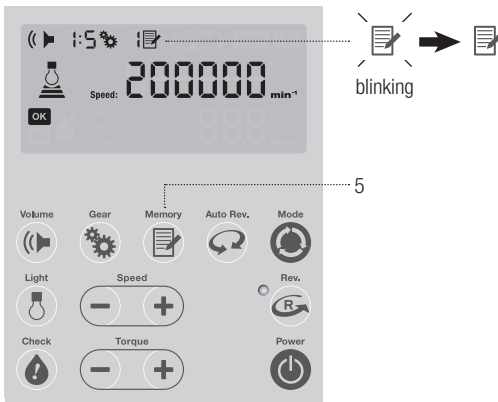 1:5 1
Speed: 200000 min-1
OK
blinking
5
Volume Gear Memory Auto Rev. Mode
Light Speed Rev.
R
Check Torque Power